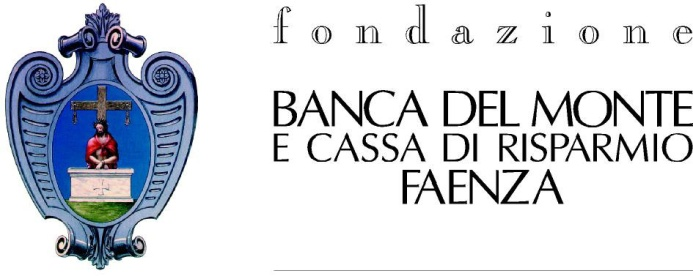 fondazione
BANCA DEL MONTE
E CASSA DI RISPARMIO
FAENZA